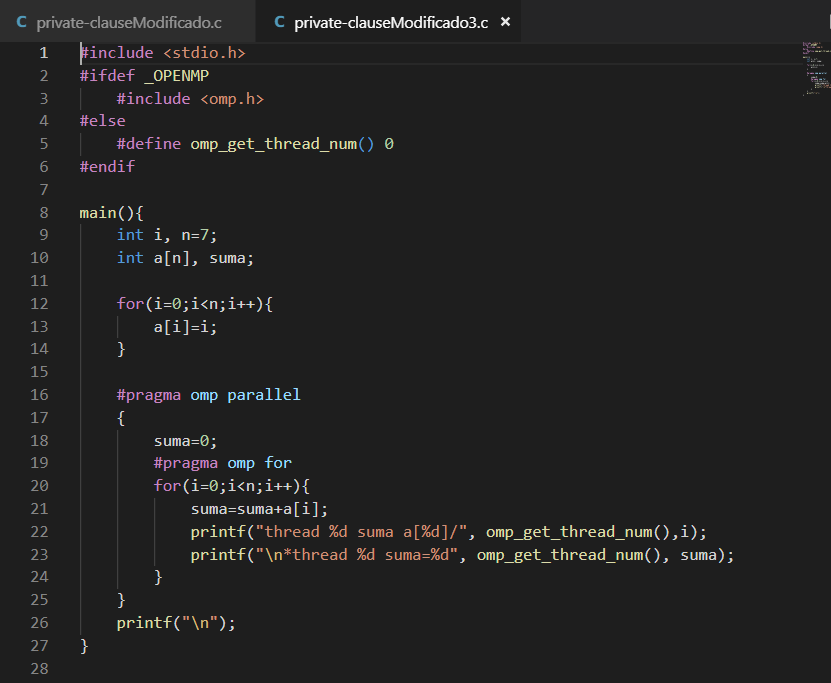 C private-clauseModificado.c C private-clauseModificado3.c ×
1 #include <stdio.h>
2 #ifdef _OPENMP
3     #include <omp.h>
4 #else
5     #define omp_get_thread_num() 0
6 #endif
7
8 main(){
9     int i, n=7;
10     int a[n], suma;
11
12     for(i=0;i<n;i++){
13         a[i]=i;
14     }
15
16     #pragma omp parallel
17     {
18         suma=0;
19         #pragma omp for
20         for(i=0;i<n;i++){
21             suma=suma+a[i];
22             printf("thread %d suma a[%d]/", omp_get_thread_num(),i);
23             printf("\n*thread %d suma=%d", omp_get_thread_num(), suma);
24         }
25     }
26     printf("\n");
27 }
28